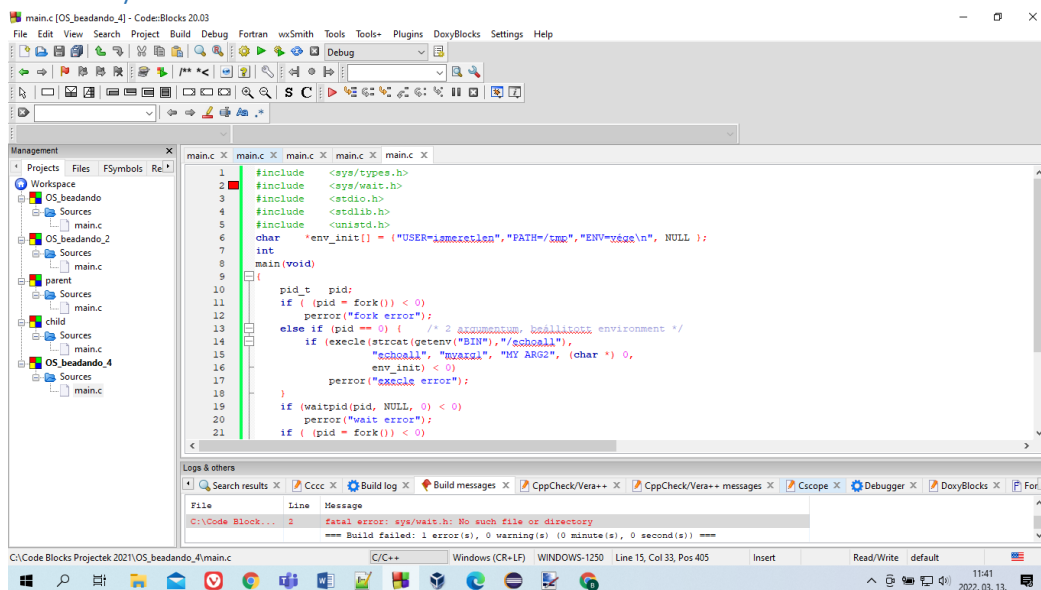 main.c [OS_beadando_4] - Code::Blocks 20.03
File Edit View Search Project Build Debug Fortran wxSmith Tools Tools+ Plugins DoxyBlocks Settings Help
Debug
/** *<
S C
Management
main.c main.c main.c main.c main.c
Projects Files FSymbols Re
Workspace
OS_beadando
Sources
main.c
OS_beadando_2
Sources
main.c
parent
Sources
main.c
child
Sources
main.c
OS_beadando_4
Sources
main.c
1 #include <sys/types.h>
2 #include <sys/wait.h>
3 #include <stdio.h>
4 #include <stdlib.h>
5 #include <unistd.h>
6 char *env_init[] = {"USER=ismeretlen","PATH=/tmp","ENV=vége\n", NULL };
7 int
8 main(void)
9 {
10 pid_t pid;
11 if ( (pid = fork()) < 0)
12 perror("fork error");
13 else if (pid == 0) { /* 2 argumentum, beállított environment */
14 if (execle(strcat(getenv("BIN"),"/echoall"),
15 "echoall", "myarg1", "MY ARG2", (char *) 0,
16 env_init) < 0)
17 perror("execle error");
18 }
19 if (waitpid(pid, NULL, 0) < 0)
20 perror("wait error");
21 if ( (pid = fork()) < 0)
Logs & others
Search results Cccc Build log Build messages CppCheck/Vera++ CppCheck/Vera++ messages Cscope Debugger DoxyBlocks For
File Line Message
C:\Code Block... 2 fatal error: sys/wait.h: No such file or directory
=== Build failed: 1 error(s), 0 warning(s) (0 minute(s), 0 second(s)) ===
C:\Code Blocks Projektek 2021\OS_beadando_4\main.c C/C++ Windows (CR+LF) WINDOWS-1250 Line 15, Col 33, Pos 405 Insert Read/Write default
11:41
2022. 03. 13.